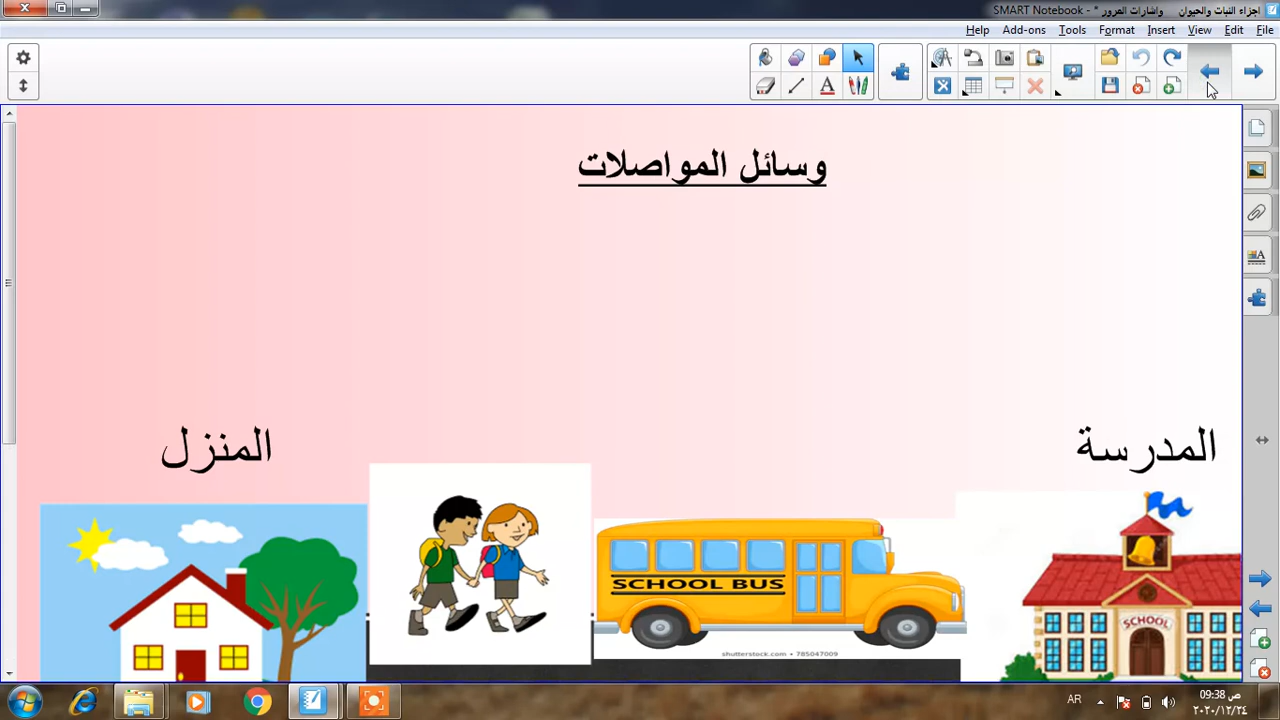 اجزاء النبات والحيوان واشارات المرور * - SMART Notebook
Help Add-ons Tools Format Insert View Edit File
وسائل المواصلات
المنزل
المدرسة
SCHOOL BUS
SCHOOL
shutterstock.com • 785047009
AR
09:38 ص
٢٠٢٠/١٢/٢٤